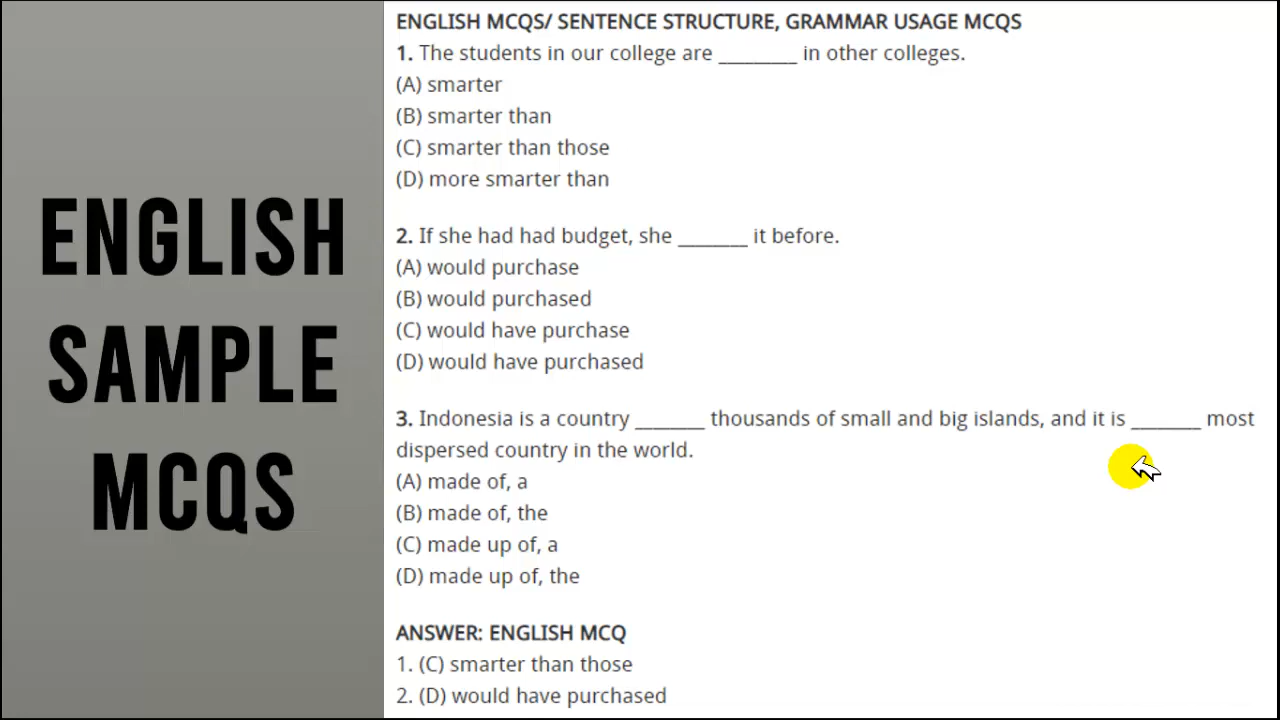 ENGLISH
SAMPLE
MCQS
ENGLISH MCQS/ SENTENCE STRUCTURE, GRAMMAR USAGE MCQS
1. The students in our college are ________ in other colleges.
(A) smarter
(B) smarter than
(C) smarter than those
(D) more smarter than
2. If she had had budget, she _______ it before.
(A) would purchase
(B) would purchased
(C) would have purchase
(D) would have purchased
3. Indonesia is a country _______ thousands of small and big islands, and it is _______ most
dispersed country in the world.
(A) made of, a
(B) made of, the
(C) made up of, a
(D) made up of, the
ANSWER: ENGLISH MCQ
1. (C) smarter than those
2. (D) would have purchased